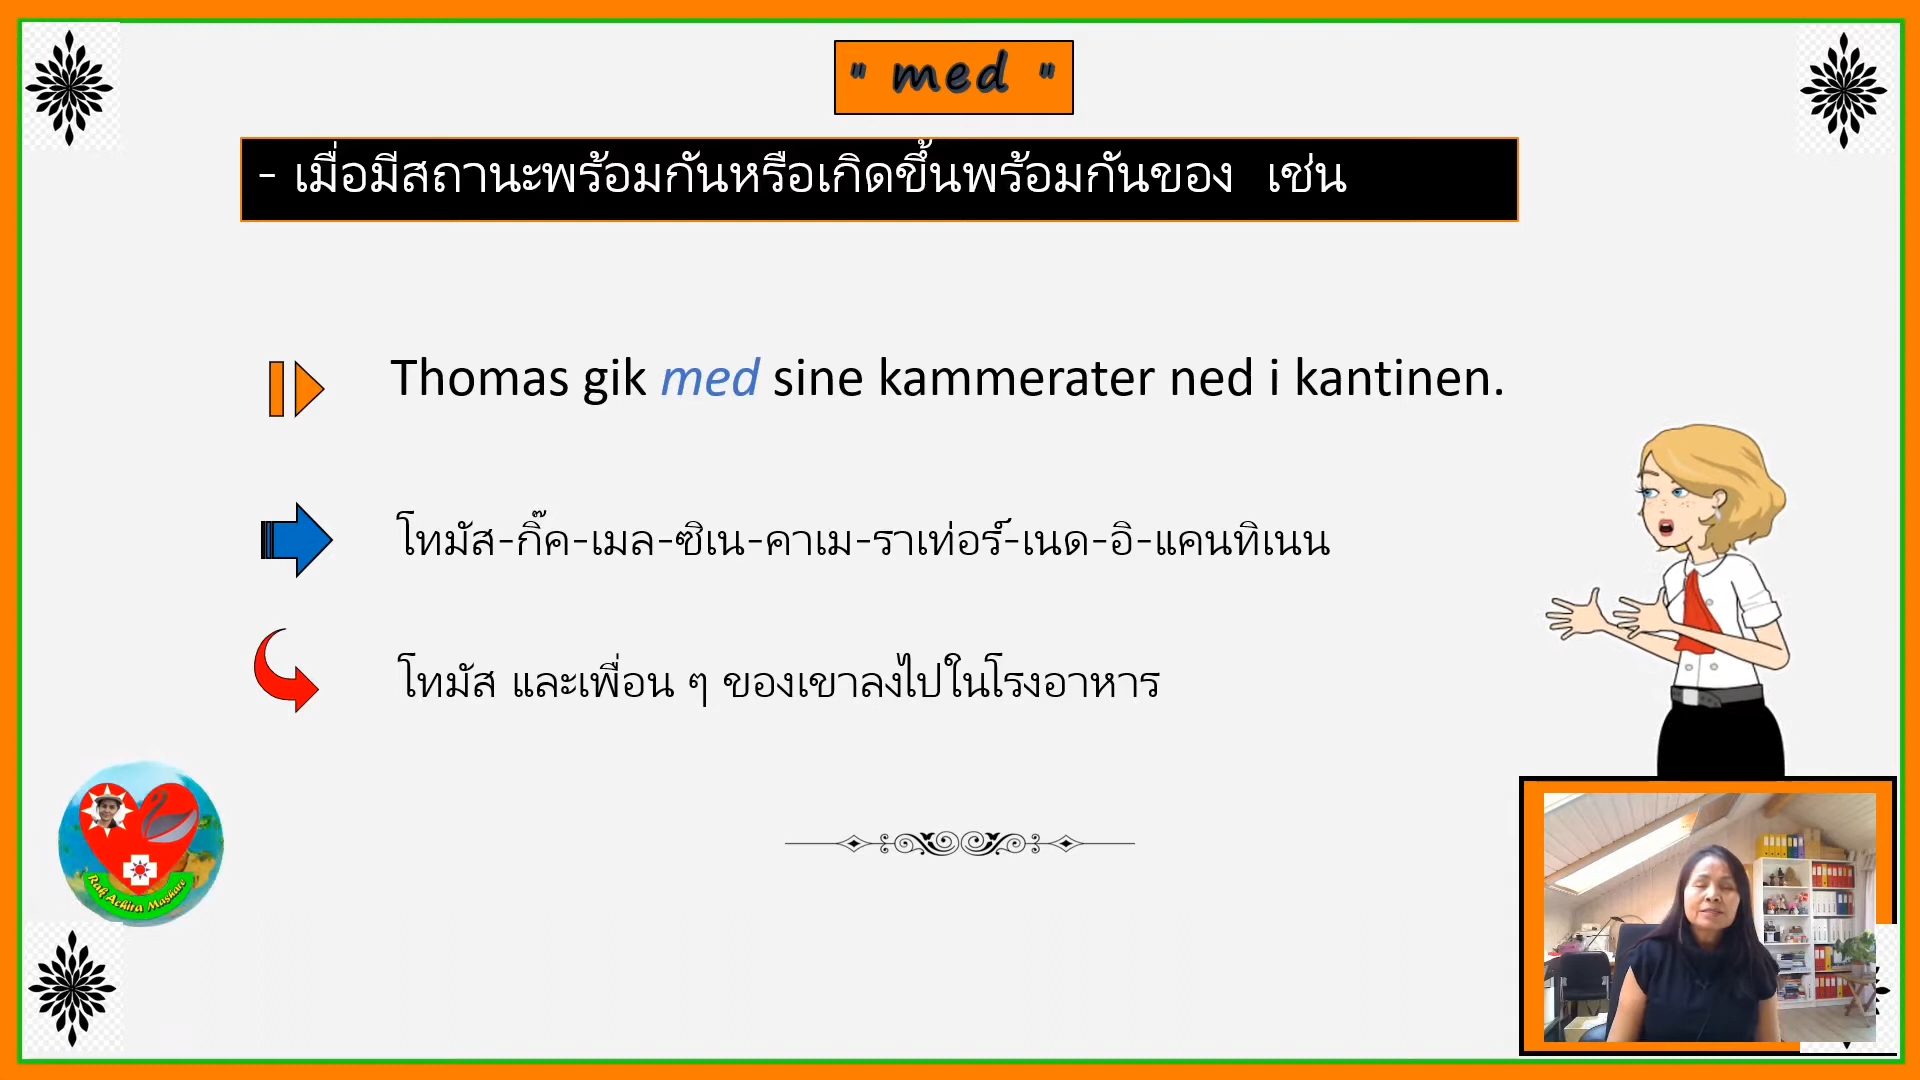 " med "
- เมื่อมีสถานะพร้อมกันหรือเกิดขึ้นพร้อมกันของ เช่น
Thomas gik med sine kammerater ned i kantinen.
โทมัส-กิ๊ค-เมล-ซิเน-คาเม-ราเท่อร์-เนด-อิ-แคนทิเนน
โทมัส และเพื่อน ๆ ของเขาลงไปในโรงอาหาร
Rak Achira Mashare